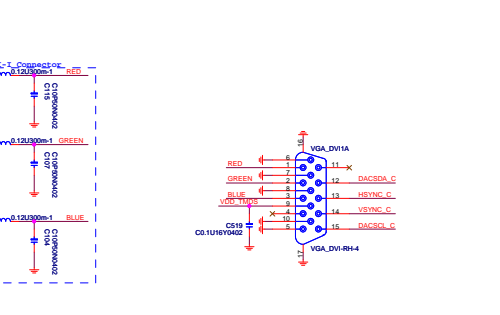 -I Connector
0.12U300m-1 RED
C115
C10P50N0402
0.12U300m-1 GREEN
C107
C10P50N0402
0.12U300m-1 BLUE
C104
C10P50N0402
VGA_DVI1A
16
RED
GREEN
BLUE
VDD_TMDS
6
1
7
2
8
3
9
4
10
5
11
12 DACSDA_C
13 HSYNC_C
14 VSYNC_C
15 DACSCL_C
C519
C0.1U16Y0402
17
VGA_DVI-RH-4